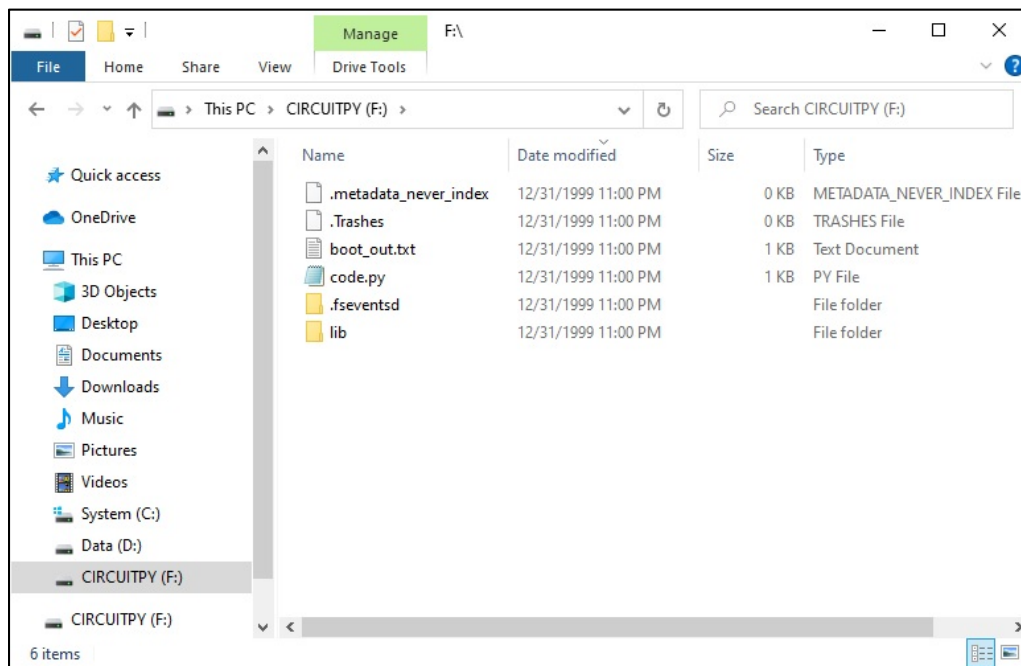 Manage F:\
File Home Share View Drive Tools
This PC > CIRCUITPY (F:) > Search CIRCUITPY (F:)
Name Date modified Size Type
Quick access
OneDrive
This PC
3D Objects
Desktop
Documents
Downloads
Music
Pictures
Videos
System (C:)
Data (D:)
CIRCUITPY (F:)
CIRCUITPY (F:)
.metadata_never_index 12/31/1999 11:00 PM 0 KB METADATA_NEVER_INDEX File
.Trashes 12/31/1999 11:00 PM 0 KB TRASHES File
boot_out.txt 12/31/1999 11:00 PM 1 KB Text Document
code.py 12/31/1999 11:00 PM 1 KB PY File
.fseventsd 12/31/1999 11:00 PM File folder
lib 12/31/1999 11:00 PM File folder
6 items